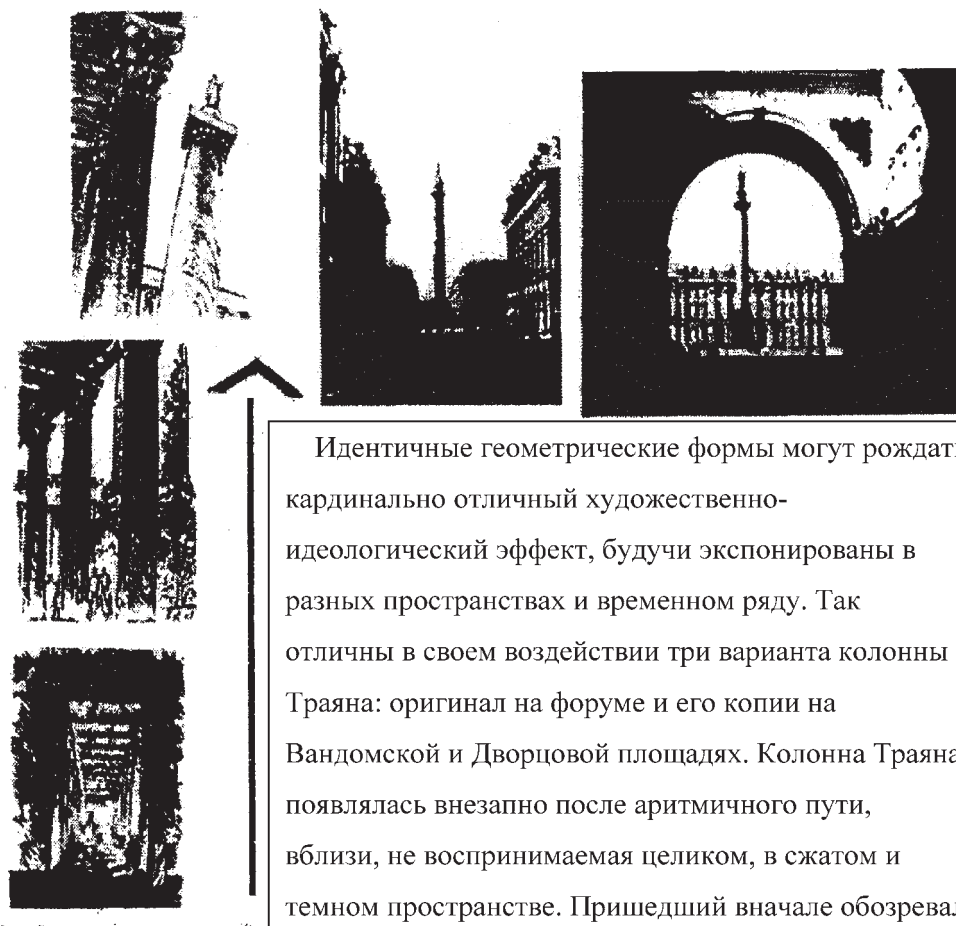 Идентичные геометрические формы могут рождат
кардинально отличный художественно-
идеологический эффект, будучи экспонированы в
разных пространствах и временном ряду. Так
отличны в своем воздействии три варианта колонны
Траяна: оригинал на форуме и его копии на
Вандомской и Дворцовой площадях. Колонна Траяна
появлялась внезапно после аритмичного пути,
вблизи, не воспринимаемая целиком, в сжатом и
темном пространстве. Пришедший вначале обозревал